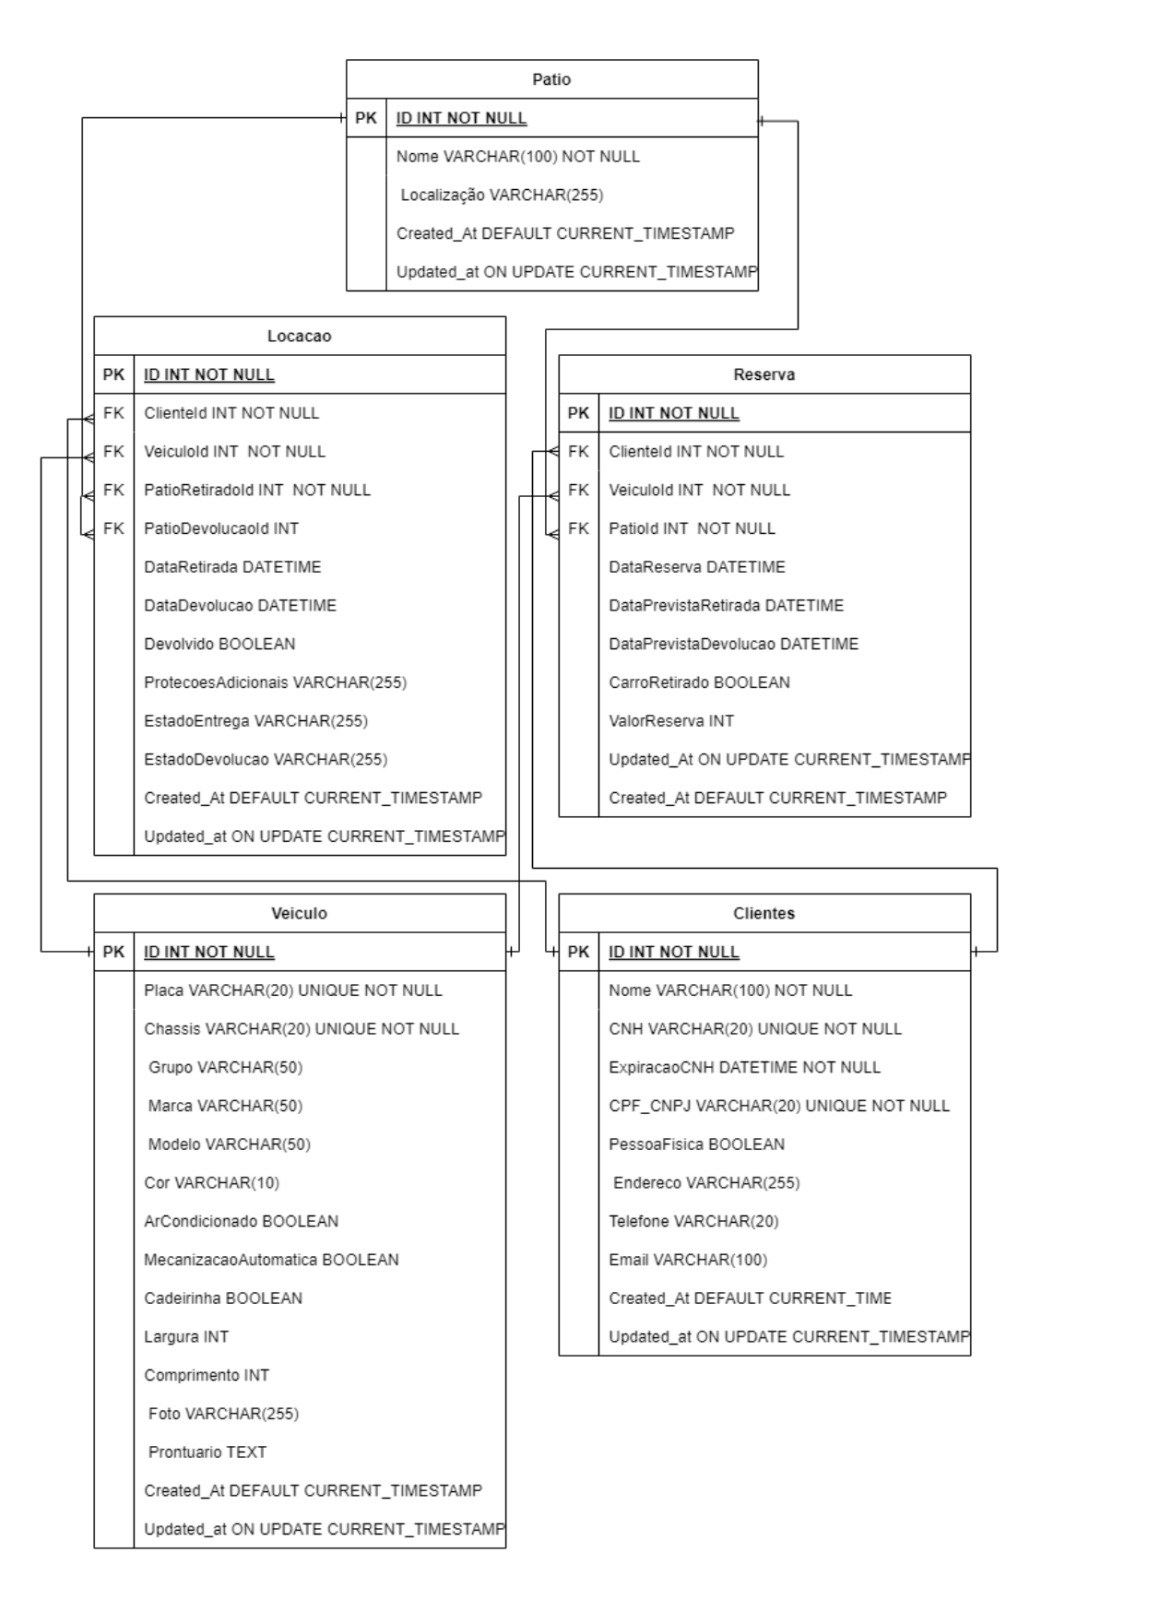 Patio
PK ID INT NOT NULL
Nome VARCHAR(100) NOT NULL
Localização VARCHAR(255)
Created_At DEFAULT CURRENT_TIMESTAMP
Updated_at ON UPDATE CURRENT_TIMESTAMP
Locacao
PK ID INT NOT NULL
FK ClienteId INT NOT NULL
FK VeiculoId INT NOT NULL
FK PatioRetiradoId INT NOT NULL
FK PatioDevolucaoId INT
DataRetirada DATETIME
DataDevolucao DATETIME
Devolvido BOOLEAN
ProtecoesAdicionais VARCHAR(255)
EstadoEntrega VARCHAR(255)
EstadoDevolucao VARCHAR(255)
Created_At DEFAULT CURRENT_TIMESTAMP
Updated_at ON UPDATE CURRENT_TIMESTAMP
Reserva
PK ID INT NOT NULL
FK ClienteId INT NOT NULL
FK VeiculoId INT NOT NULL
FK PatioId INT NOT NULL
DataReserva DATETIME
DataPrevistaRetirada DATETIME
DataPrevistaDevolucao DATETIME
CarroRetirado BOOLEAN
ValorReserva INT
Updated_At ON UPDATE CURRENT_TIMESTAMP
Created_At DEFAULT CURRENT_TIMESTAMP
Veiculo
PK ID INT NOT NULL
Placa VARCHAR(20) UNIQUE NOT NULL
Chassis VARCHAR(20) UNIQUE NOT NULL
Grupo VARCHAR(50)
Marca VARCHAR(50)
Modelo VARCHAR(50)
Cor VARCHAR(10)
ArCondicionado BOOLEAN
MecanizacaoAutomatica BOOLEAN
Cadeirinha BOOLEAN
Largura INT
Comprimento INT
Foto VARCHAR(255)
Prontuario TEXT
Created_At DEFAULT CURRENT_TIMESTAMP
Updated_at ON UPDATE CURRENT_TIMESTAMP
Clientes
PK ID INT NOT NULL
Nome VARCHAR(100) NOT NULL
CNH VARCHAR(20) UNIQUE NOT NULL
ExpiracaoCNH DATETIME NOT NULL
CPF_CNPJ VARCHAR(20) UNIQUE NOT NULL
PessoaFisica BOOLEAN
Endereco VARCHAR(255)
Telefone VARCHAR(20)
Email VARCHAR(100)
Created_At DEFAULT CURRENT_TIME
Updated_at ON UPDATE CURRENT_TIMESTAMP